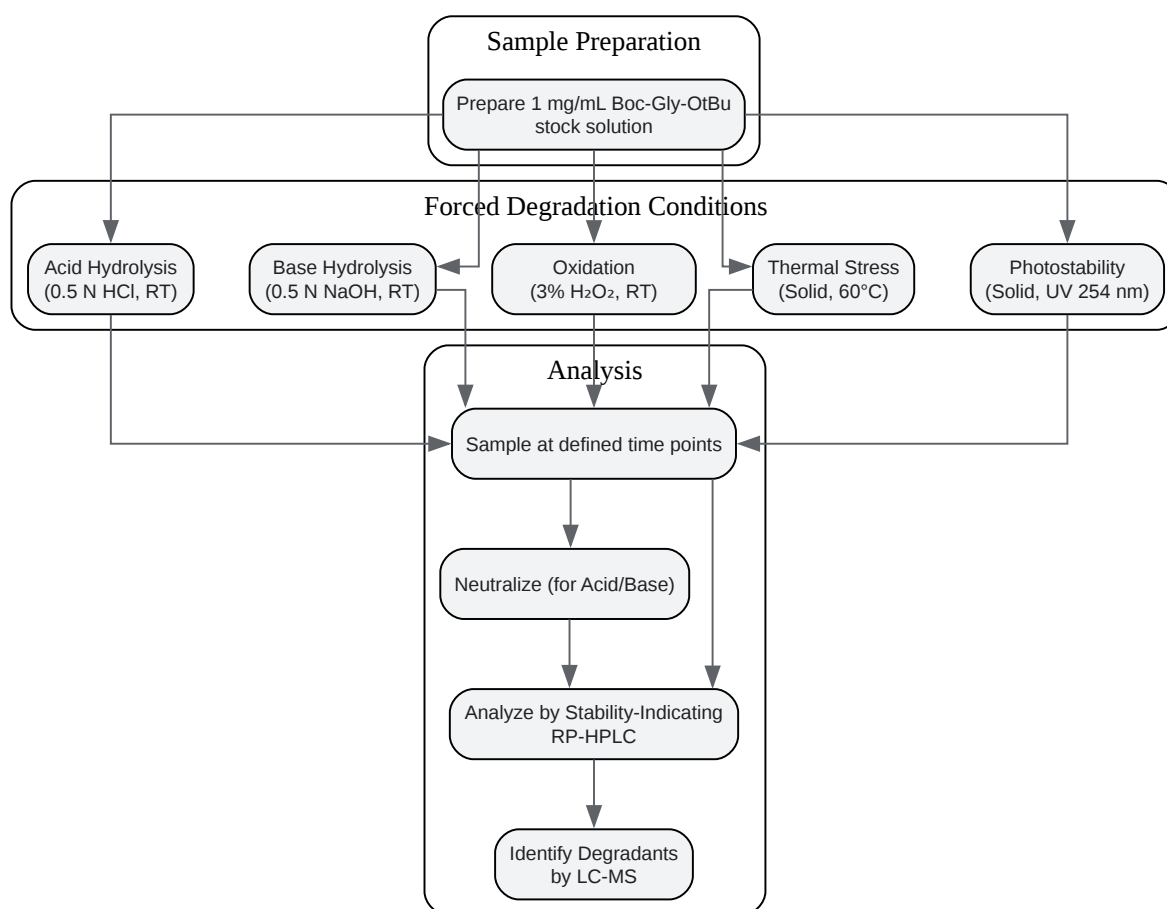 Sample Preparation
Prepare 1 mg/mL Boc-Gly-OtBu
stock solution
Forced Degradation Conditions
Acid Hydrolysis
(0.5 N HCl, RT)
Base Hydrolysis
(0.5 N NaOH, RT)
Oxidation
(3% H₂O₂, RT)
Thermal Stress
(Solid, 60°C)
Photostability
(Solid, UV 254 nm)
Analysis
Sample at defined time points
Neutralize (for Acid/Base)
Analyze by Stability-Indicating
RP-HPLC
Identify Degradants
by LC-MS